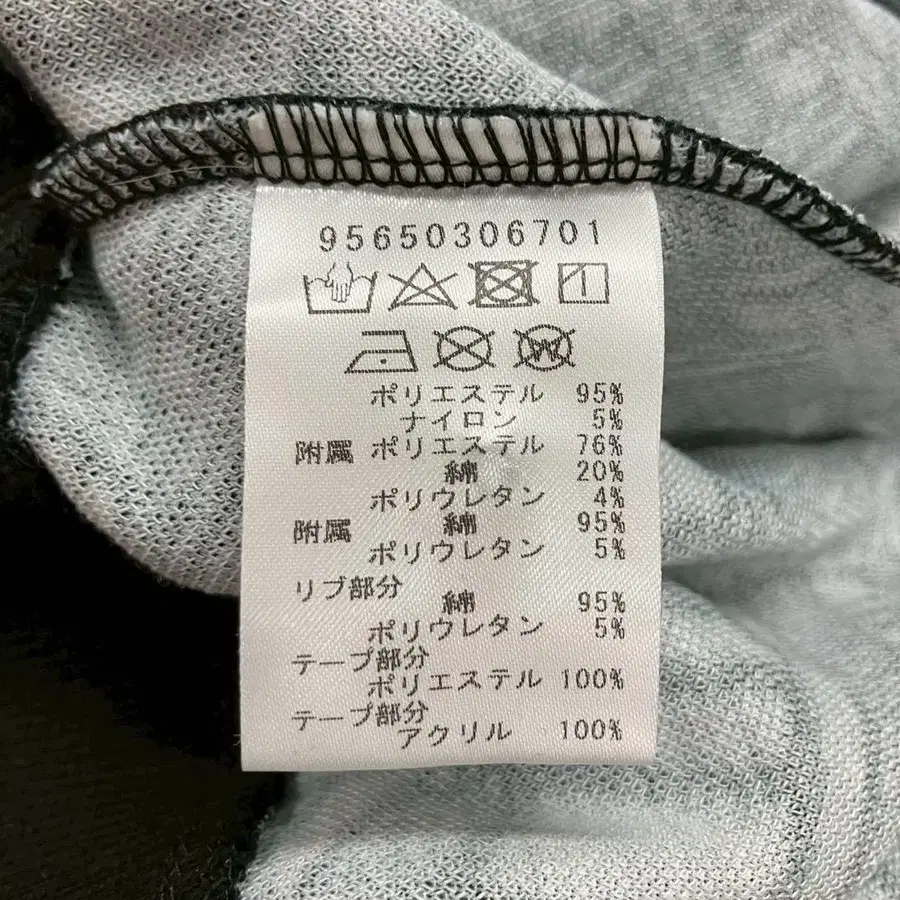 95650306701
ポリエステル 95%
ナイロン 5%
附属 ポリエステル 76%
綿 20%
ポリウレタン 4%
附属 綿 95%
ポリウレタン 5%
リブ部分
綿 95%
ポリウレタン 5%
テープ部分
ポリエステル 100%
テープ部分
アクリル 100%